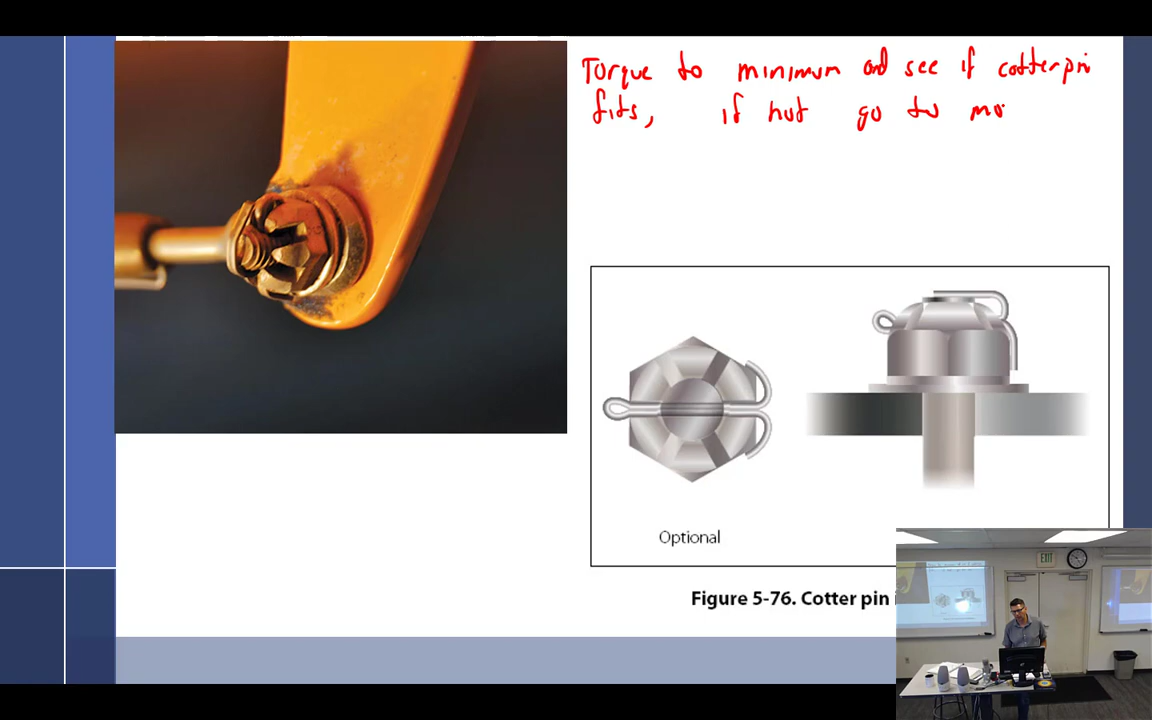 Torque to minimum and see if cotterpin
fits, if not go to mo
Optional
Figure 5-76. Cotter pin i
EXIT